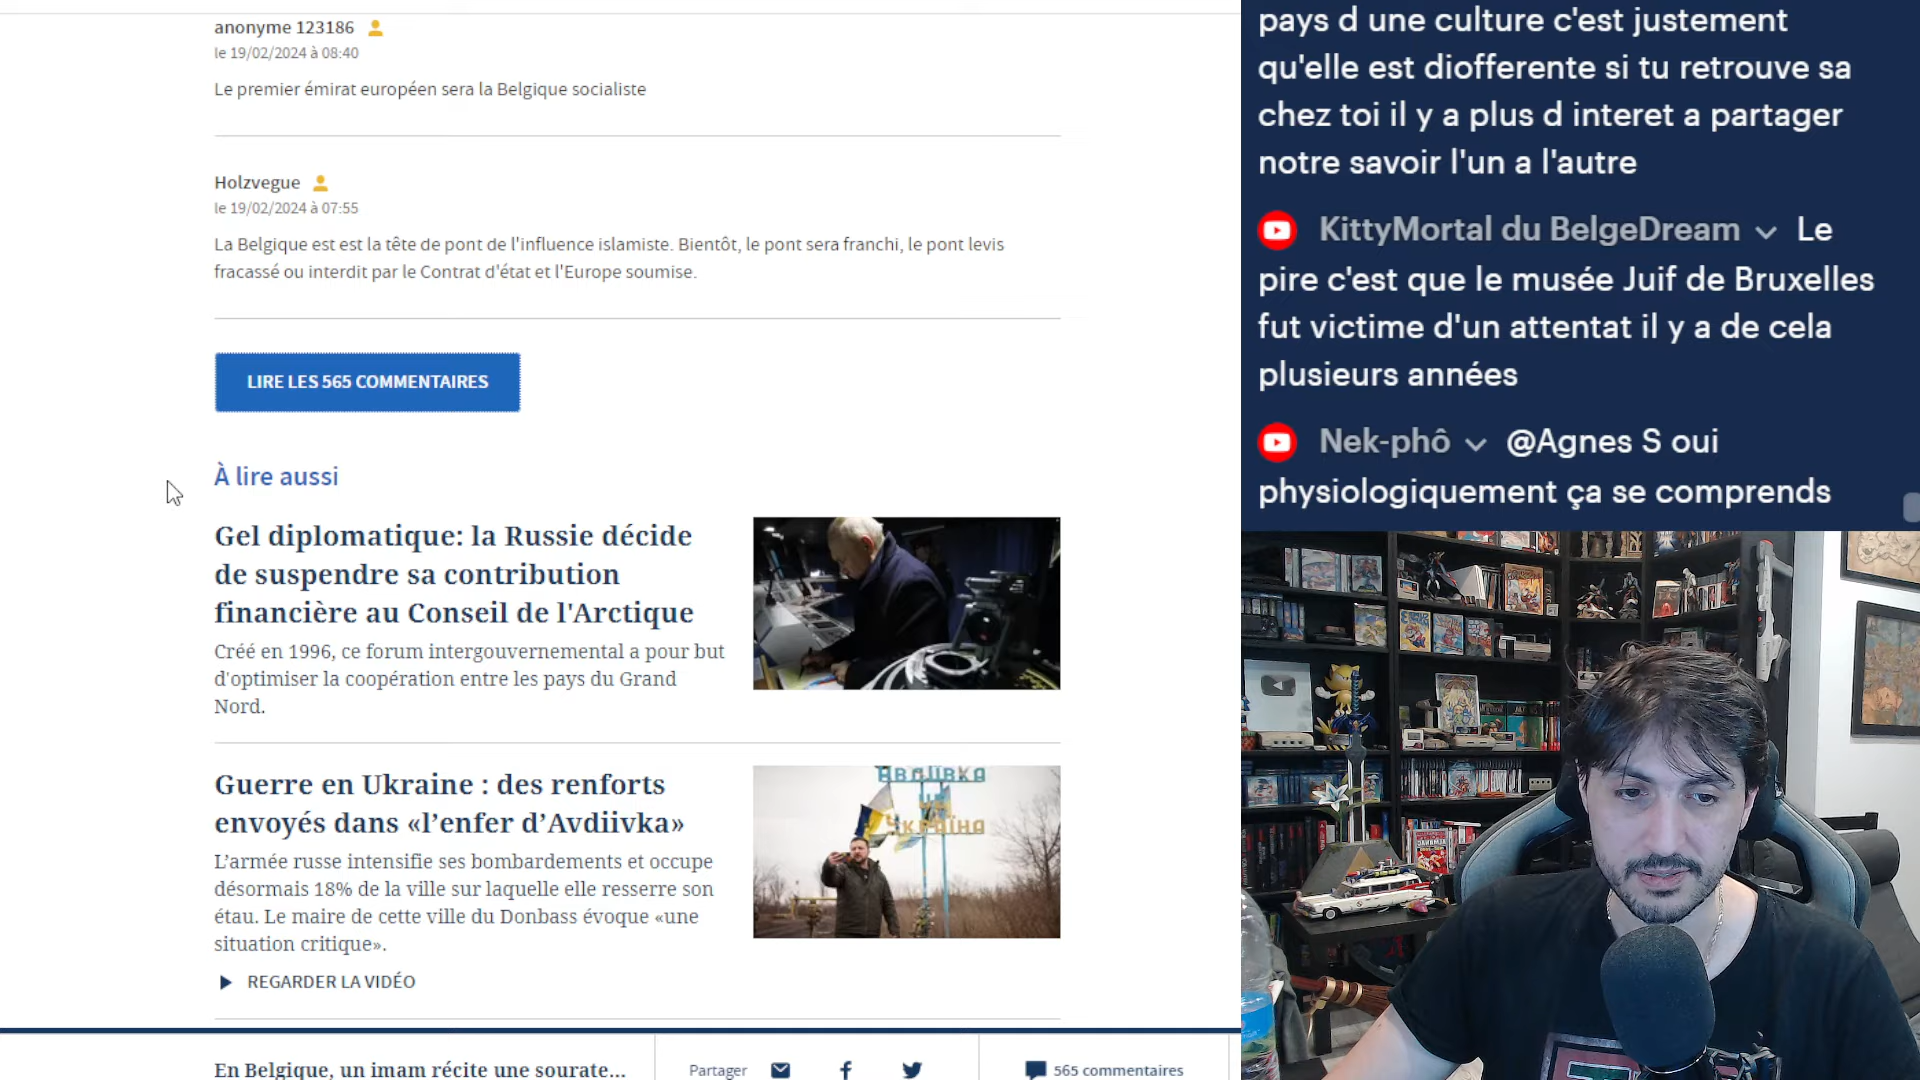 anonyme 123186
le 19/02/2024 à 08:40
Le premier émirat européen sera la Belgique socialiste
Holzvegue
le 19/02/2024 à 07:55
La Belgique est est la tête de pont de l'influence islamiste. Bientôt, le pont sera franchi, le pont levis
fracassé ou interdit par le Contrat d'état et l'Europe soumise.
LIRE LES 565 COMMENTAIRES
À lire aussi
Gel diplomatique: la Russie décide
de suspendre sa contribution
financière au Conseil de l'Arctique
Créé en 1996, ce forum intergouvernemental a pour but
d'optimiser la coopération entre les pays du Grand
Nord.
Guerre en Ukraine : des renforts
envoyés dans «l’enfer d’Avdiivka»
L’armée russe intensifie ses bombardements et occupe
désormais 18% de la ville sur laquelle elle resserre son
étau. Le maire de cette ville du Donbass évoque «une
situation critique».
REGARDER LA VIDÉO
En Belgique, un imam récite une sourate...
Partager
565 commentaires
pays d une culture c'est justement
qu'elle est diofferente si tu retrouve sa
chez toi il y a plus d interet a partager
notre savoir l'un a l'autre
KittyMortal du BelgeDream Le
pire c'est que le musée Juif de Bruxelles
fut victime d'un attentat il y a de cela
plusieurs années
Nek-phô @Agnes S oui
physiologiquement ça se comprends
АВДІЇВКА
УКРАЇНА